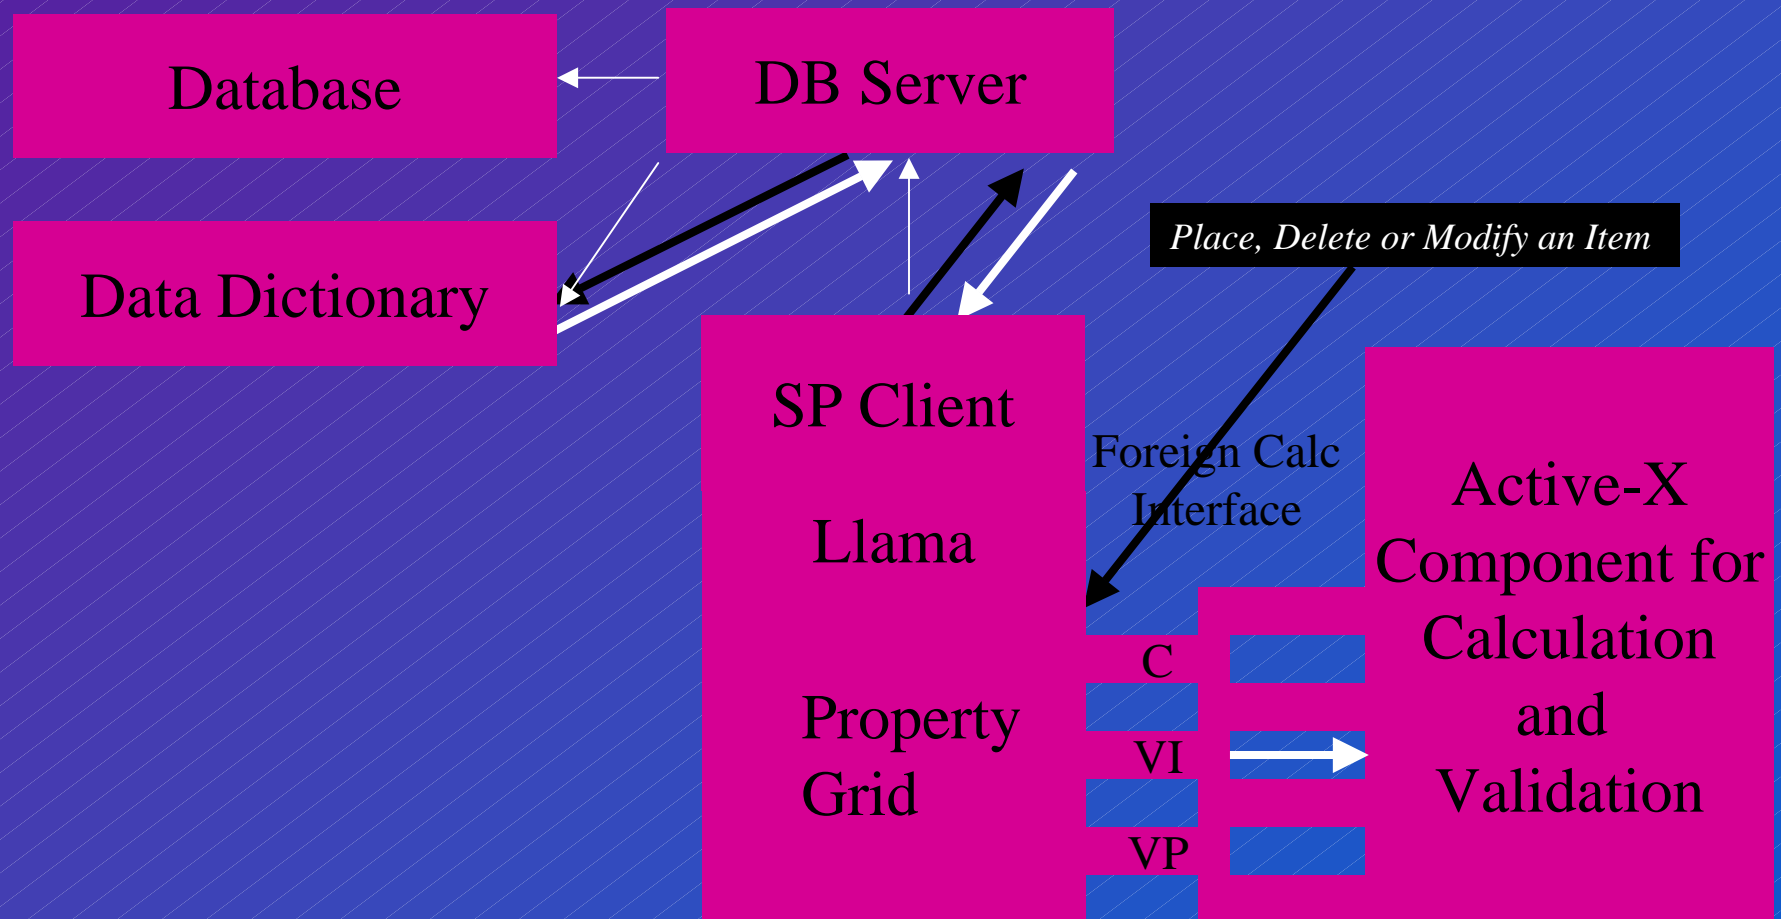 Database
DB Server
Data Dictionary
Place, Delete or Modify an Item
SP Client
Llama
Property
Grid
Foreign Calc
Interface
C
VI
VP
Active-X
Component for
Calculation
and
Validation